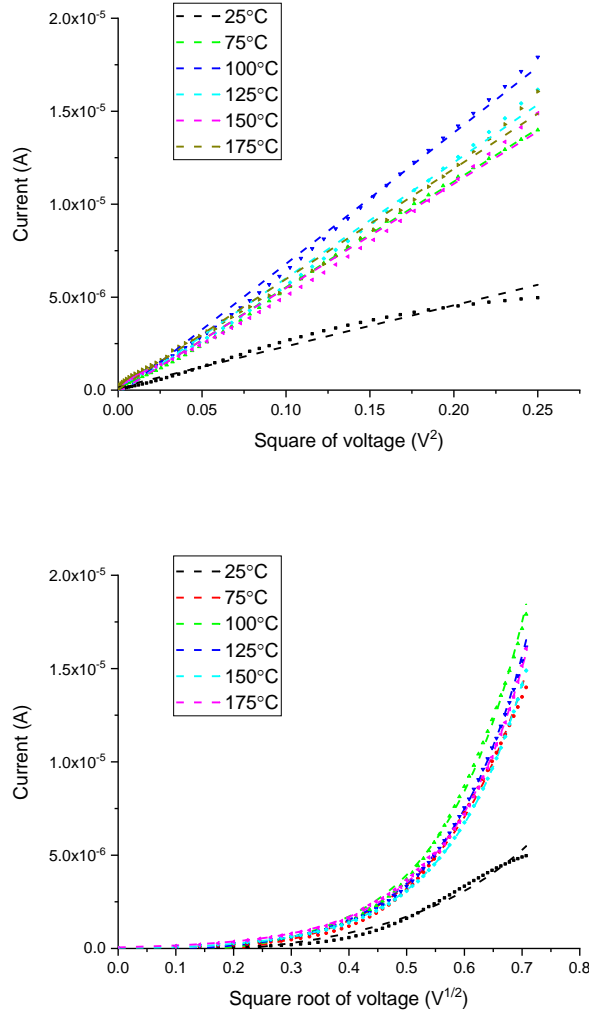 2.0x10⁻⁵
1.5x10⁻⁵
1.0x10⁻⁵
5.0x10⁻⁶
0.0
Current (A)
25°C
75°C
100°C
125°C
150°C
175°C
0.00 0.05 0.10 0.15 0.20 0.25
Square of voltage (V²)
2.0x10⁻⁵
1.5x10⁻⁵
1.0x10⁻⁵
5.0x10⁻⁶
0.0
Current (A)
25°C
75°C
100°C
125°C
150°C
175°C
0.0 0.1 0.2 0.3 0.4 0.5 0.6 0.7 0.8
Square root of voltage (V¹ᐟ²)